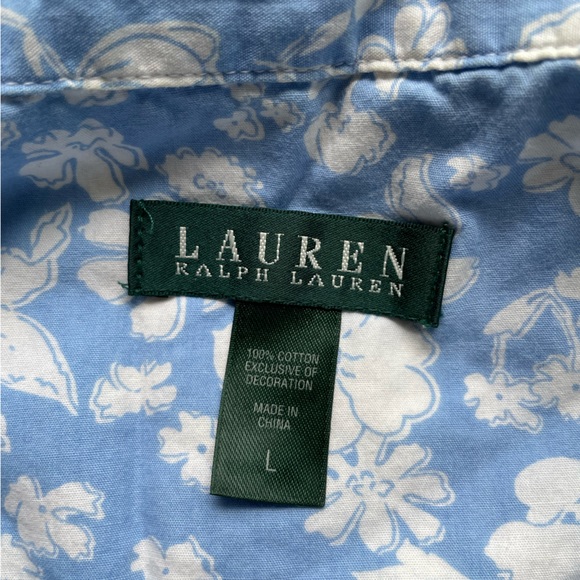 LAUREN
RALPH LAUREN
100% COTTON
EXCLUSIVE OF
DECORATION
MADE IN
CHINA
L